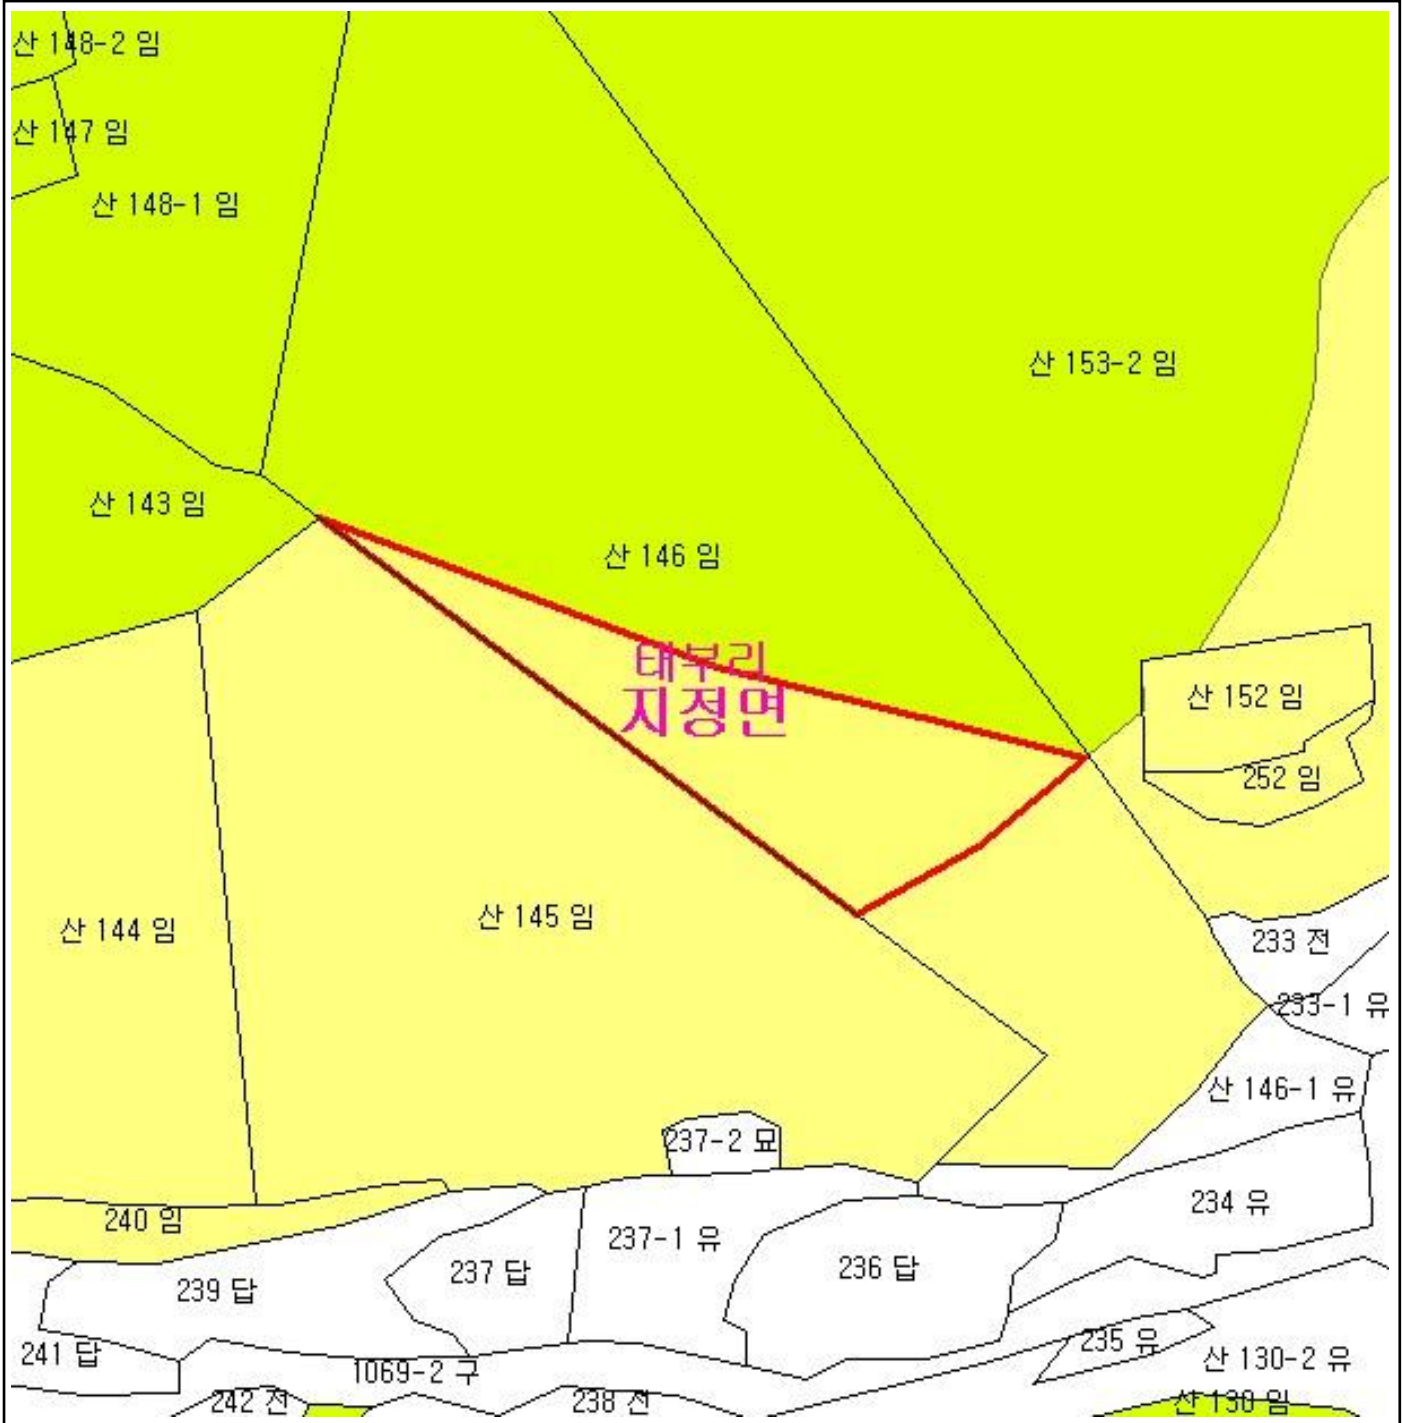 산 148-2 임
산 147 임
산 148-1 임
산 153-2 임
산 143 임
산 146 임
태부리
지정면
산 152 임
252 임
산 144 임
산 145 임
233 전
233-1 유
산 146-1 유
237-2 묘
240 임
234 유
237-1 유
237 답
236 답
239 답
235 유
241 답
산 130-2 유
1069-2 구
242 전
238 전
산 130 임